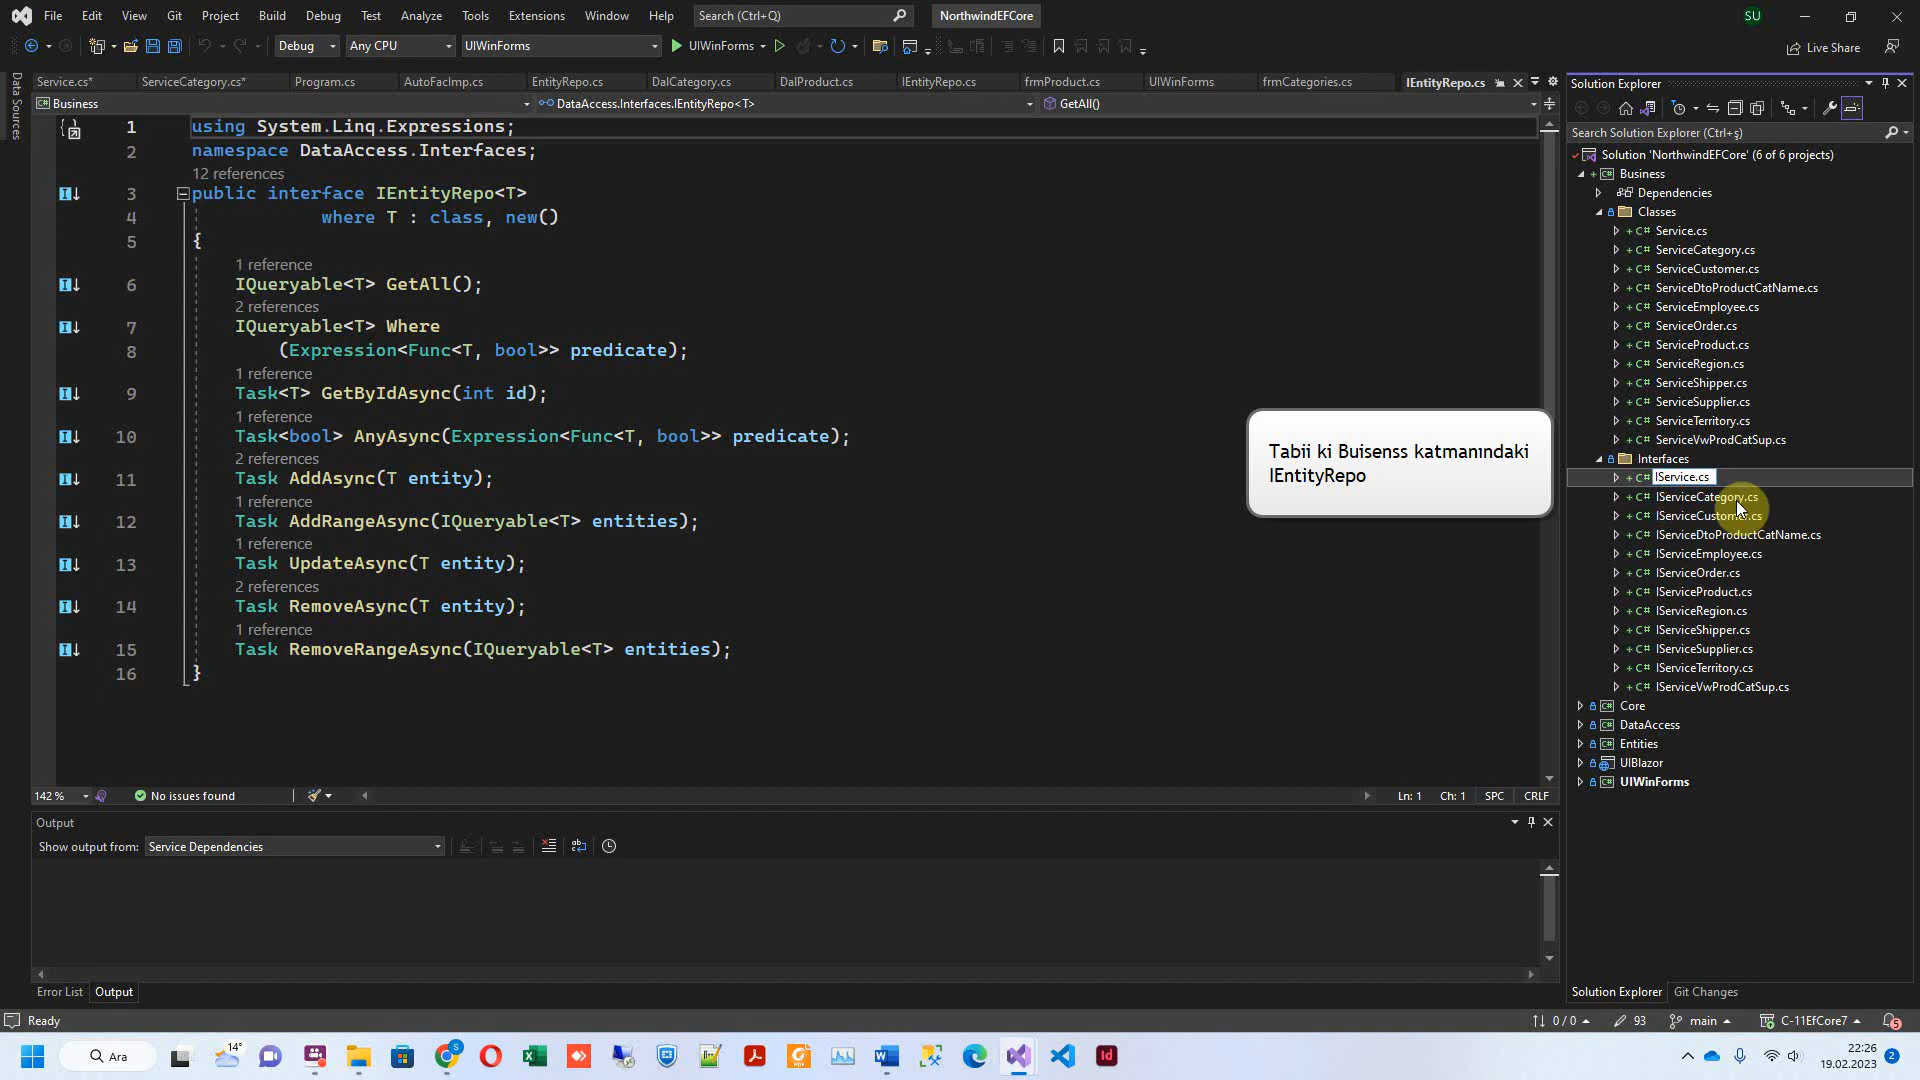 File Edit View Git Project Build Debug Test Analyze Tools Extensions Window Help Search (Ctrl+Q) NorthwindEFCore SU
Debug Any CPU UIWinForms UIWinForms Live Share
Service.cs* ServiceCategory.cs* Program.cs AutoFacImp.cs EntityRepo.cs DalCategory.cs DalProduct.cs IEntityRepo.cs frmProduct.cs UIWinForms frmCategories.cs IEntityRepo.cs
Data Sources
Business DataAccess.Interfaces.IEntityRepo<T> GetAll()
1 using System.Linq.Expressions;
2 namespace DataAccess.Interfaces;
12 references
3 public interface IEntityRepo<T>
4 where T : class, new()
5 {
1 reference
6 IQueryable<T> GetAll();
2 references
7 IQueryable<T> Where
8 (Expression<Func<T, bool>> predicate);
1 reference
9 Task<T> GetByIdAsync(int id);
1 reference
10 Task<bool> AnyAsync(Expression<Func<T, bool>> predicate);
2 references
11 Task AddAsync(T entity);
1 reference
12 Task AddRangeAsync(IQueryable<T> entities);
1 reference
13 Task UpdateAsync(T entity);
2 references
14 Task RemoveAsync(T entity);
1 reference
15 Task RemoveRangeAsync(IQueryable<T> entities);
16 }
Tabii ki Buisenss katmanındaki
IEntityRepo
142 % No issues found Ln: 1 Ch: 1 SPC CRLF
Output
Show output from: Service Dependencies
Error List Output
Solution Explorer
Search Solution Explorer (Ctrl+ş)
Solution 'NorthwindEFCore' (6 of 6 projects)
Business
Dependencies
Classes
C# Service.cs
C# ServiceCategory.cs
C# ServiceCustomer.cs
C# ServiceDtoProductCatName.cs
C# ServiceEmployee.cs
C# ServiceOrder.cs
C# ServiceProduct.cs
C# ServiceRegion.cs
C# ServiceShipper.cs
C# ServiceSupplier.cs
C# ServiceTerritory.cs
C# ServiceVwProdCatSup.cs
Interfaces
C# IService.cs
C# IServiceCategory.cs
C# IServiceCustomer.cs
C# IServiceDtoProductCatName.cs
C# IServiceEmployee.cs
C# IServiceOrder.cs
C# IServiceProduct.cs
C# IServiceRegion.cs
C# IServiceShipper.cs
C# IServiceSupplier.cs
C# IServiceTerritory.cs
C# IServiceVwProdCatSup.cs
Core
DataAccess
Entities
UIBlazor
UIWinForms
Solution Explorer Git Changes
Ready 0 / 0 93 main C-11EfCore7 5
Ara 14° Id 22:26
19.02.2023 2